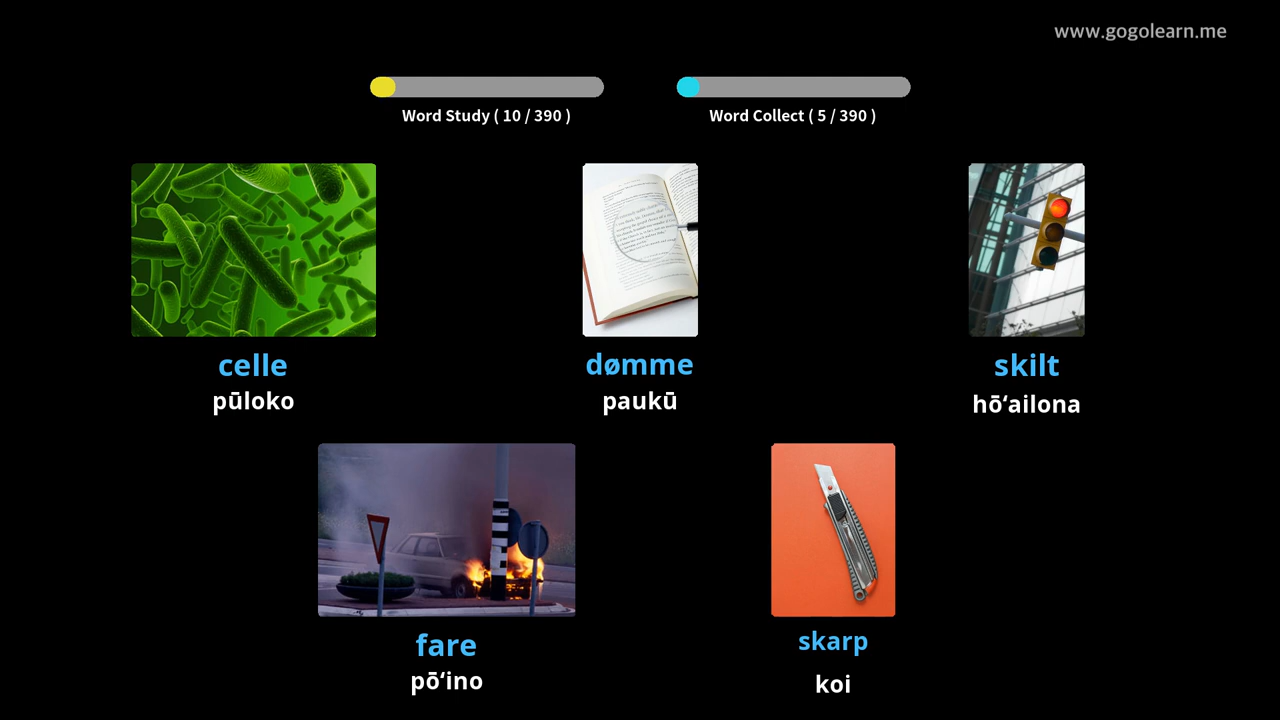 www.gogolearn.me
Word Study ( 10 / 390 )
Word Collect ( 5 / 390 )
celle
pūloko
dømme
paukū
skilt
hōʻailona
fare
pōʻino
skarp
koi